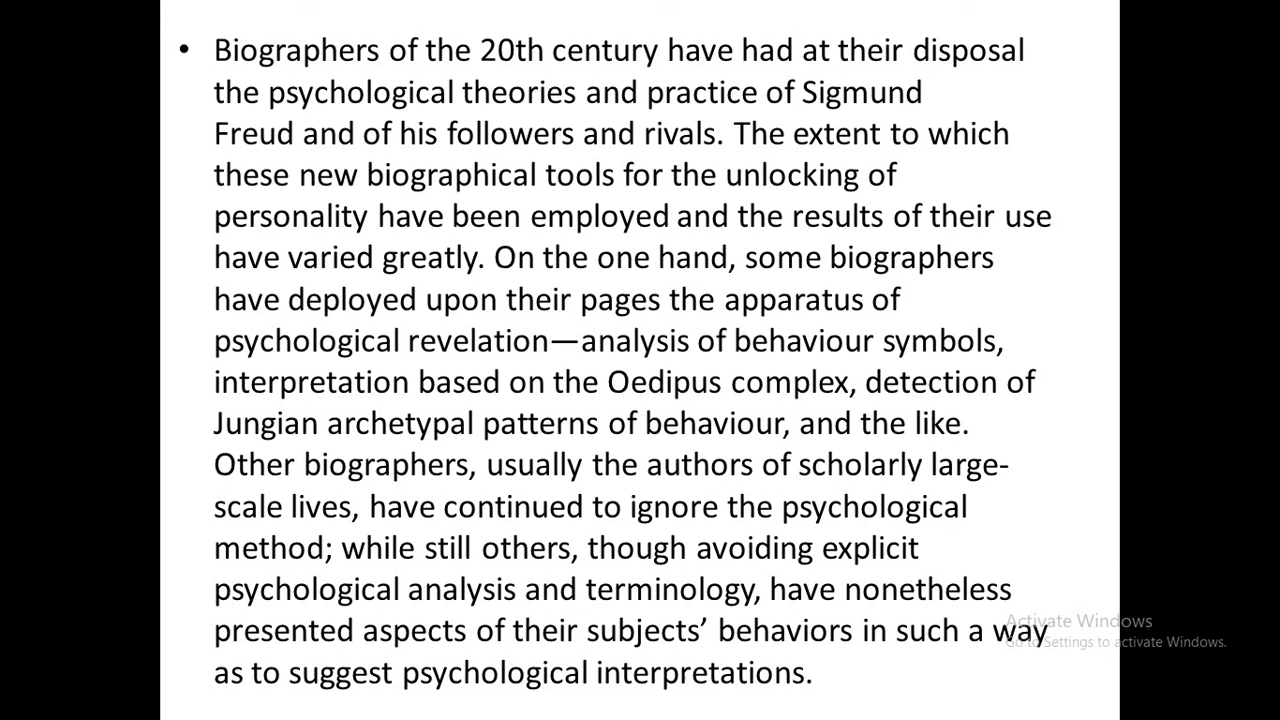 • Biographers of the 20th century have had at their disposal
the psychological theories and practice of Sigmund
Freud and of his followers and rivals. The extent to which
these new biographical tools for the unlocking of
personality have been employed and the results of their use
have varied greatly. On the one hand, some biographers
have deployed upon their pages the apparatus of
psychological revelation—analysis of behaviour symbols,
interpretation based on the Oedipus complex, detection of
Jungian archetypal patterns of behaviour, and the like.
Other biographers, usually the authors of scholarly large-
scale lives, have continued to ignore the psychological
method; while still others, though avoiding explicit
psychological analysis and terminology, have nonetheless
presented aspects of their subjects’ behaviors in such a way
as to suggest psychological interpretations.
Activate Windows
Go to Settings to activate Windows.